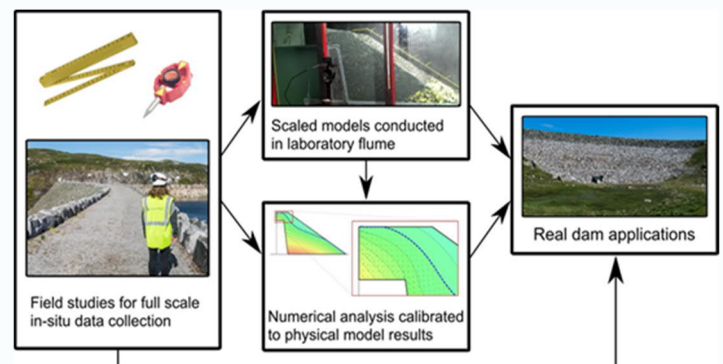 Field studies for full scale
in-situ data collection
Scaled models conducted
in laboratory flume
Numerical analysis calibrated
to physical model results
Real dam applications